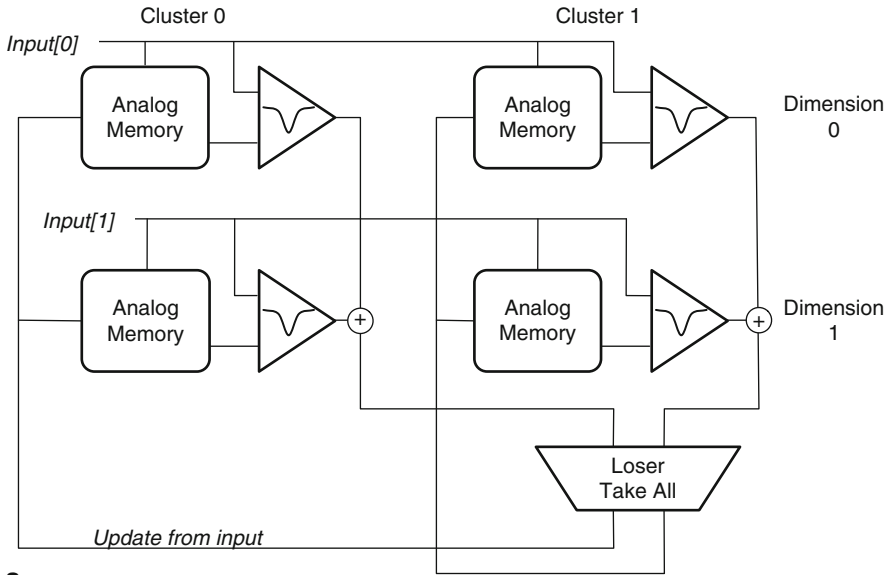 Cluster 0
Cluster 1
Input[0]
Analog
Memory
Analog
Memory
Dimension
0
Input[1]
Analog
Memory
+
Analog
Memory
+
Dimension
1
Loser
Take All
Update from input